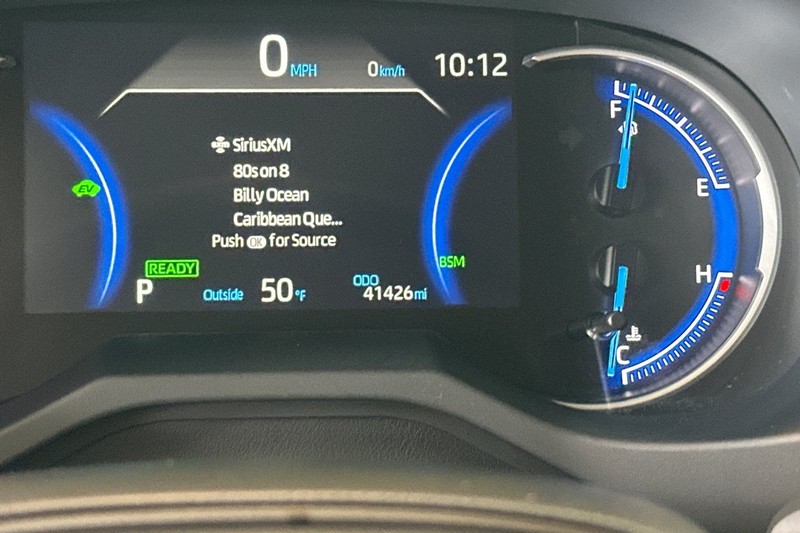 0 MPH 0 km/h 10:12
SiriusXM
80s on 8
Billy Ocean
Caribbean Que...
Push OK for Source
EV
READY
BSM
P
Outside 50 °F
ODO
41426 mi
F
E
H
C